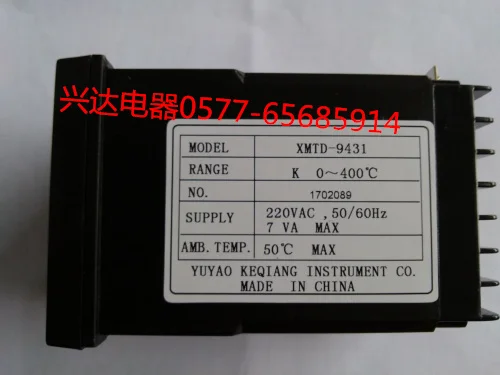 兴达电器0577-65685914
MODEL XMTD-9431
RANGE K 0~400℃
NO. 1702089
SUPPLY 220VAC ,50/60Hz
7 VA MAX
AMB. TEMP. 50℃ MAX
YUYAO KEQIANG INSTRUMENT CO.
MADE IN CHINA